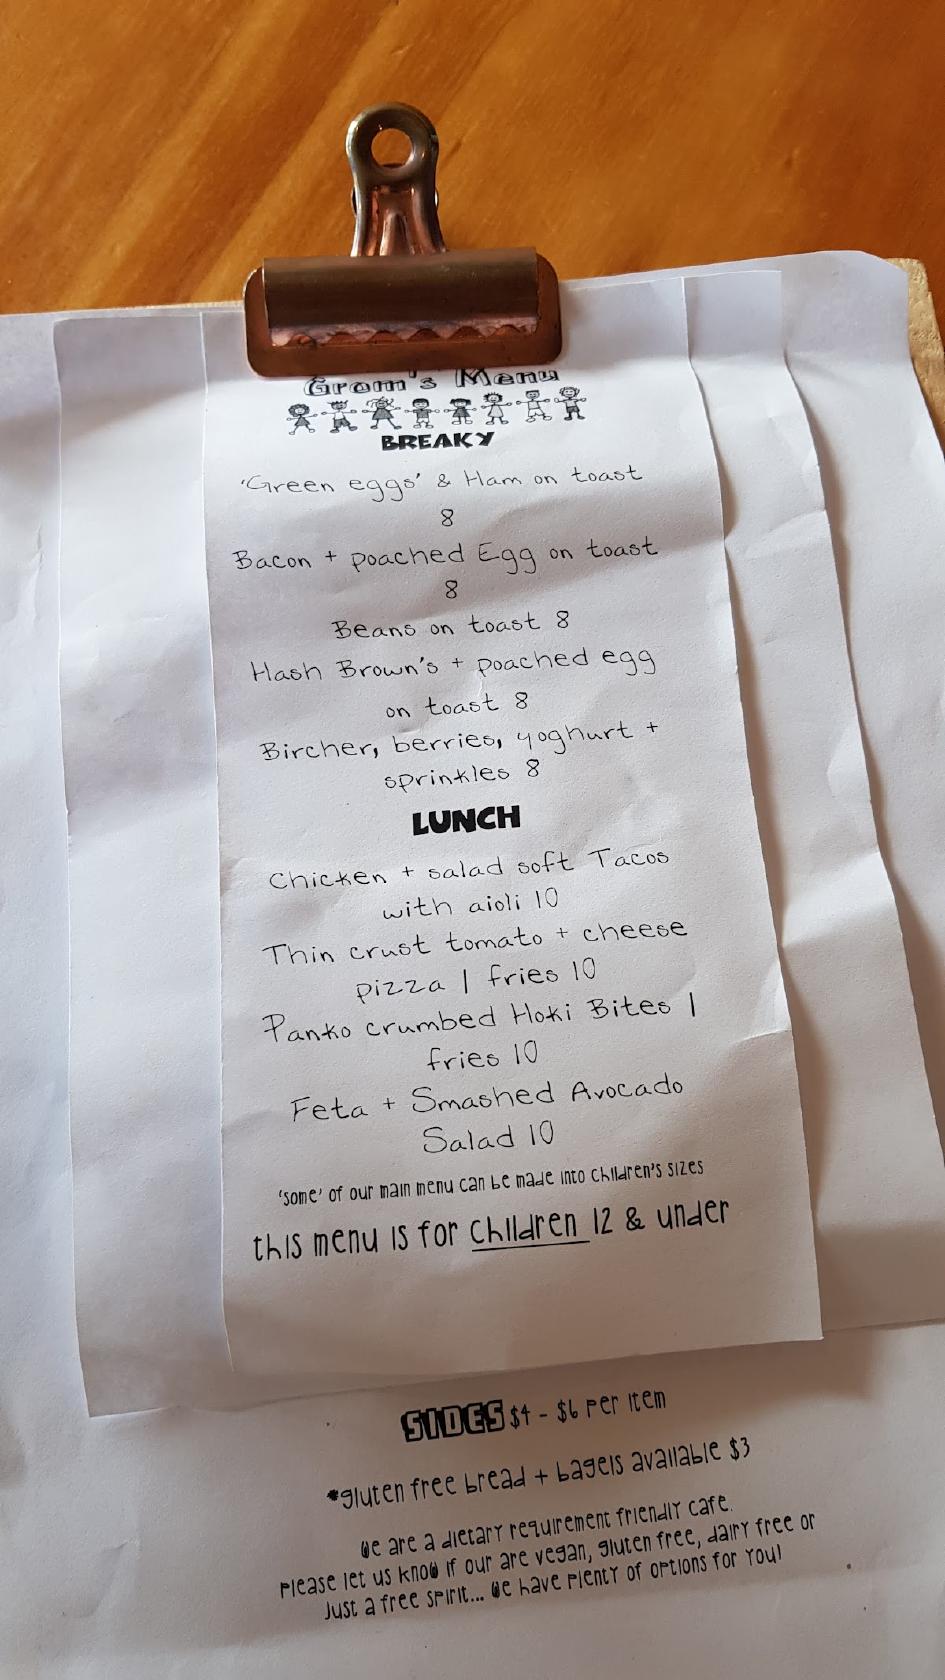 Grom's Menu
BREAKY
'Green eggs' & Ham on toast
8
Bacon + poached Egg on toast
8
Beans on toast 8
Hash Brown's + poached egg
on toast 8
Bircher, berries, yoghurt +
sprinkles 8
LUNCH
Chicken + salad soft Tacos
with aioli 10
Thin crust tomato + cheese
pizza | fries 10
Panko crumbed Hoki Bites |
fries 10
Feta + Smashed Avocado
Salad 10
'some' of our main menu can be made into children's sizes
this menu is for children 12 & under
SIDES $4 - $6 per item
*gluten free bread + bagels available $3
We are a dietary requirement friendly cafe.
Please let us know if our are vegan, gluten free, dairy free or
Just a free spirit... We have plenty of options for you!